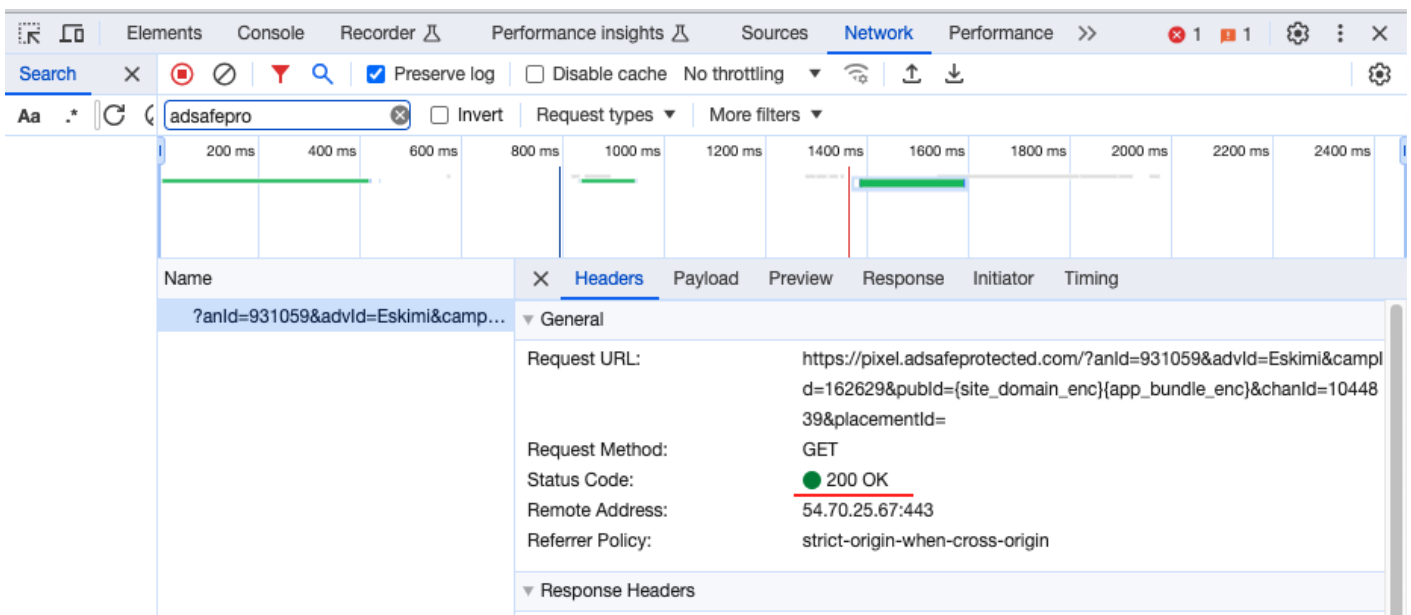 Elements Console Recorder Performance insights Sources Network Performance 1 1
Search Preserve log Disable cache No throttling
Aa .* adsafepro Invert Request types More filters
200 ms 400 ms 600 ms 800 ms 1000 ms 1200 ms 1400 ms 1600 ms 1800 ms 2000 ms 2200 ms 2400 ms
Name Headers Payload Preview Response Initiator Timing
?anId=931059&advId=Eskimi&camp...
General
Request URL: https://pixel.adsafeprotected.com/?anId=931059&advId=Eskimi&campI
d=162629&pubId={site_domain_enc}{app_bundle_enc}&chanId=10448
39&placementId=
Request Method: GET
Status Code: 200 OK
Remote Address: 54.70.25.67:443
Referrer Policy: strict-origin-when-cross-origin
Response Headers